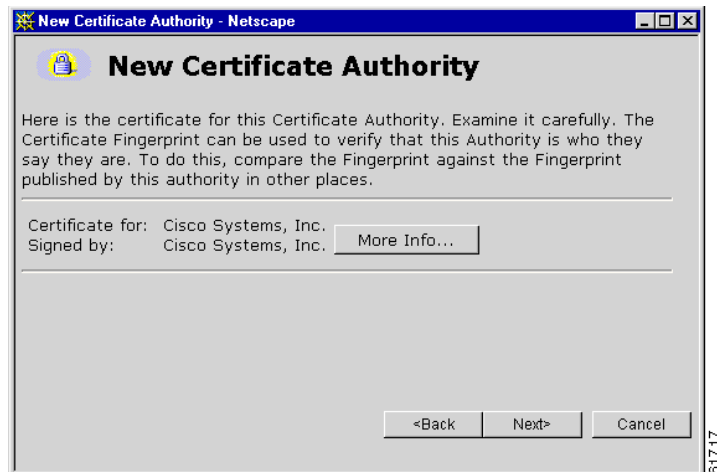 New Certificate Authority - Netscape
New Certificate Authority
Here is the certificate for this Certificate Authority. Examine it carefully. The
Certificate Fingerprint can be used to verify that this Authority is who they
say they are. To do this, compare the Fingerprint against the Fingerprint
published by this authority in other places.
Certificate for: Cisco Systems, Inc.
Signed by: Cisco Systems, Inc.
More Info...
<Back
Next>
Cancel
61717